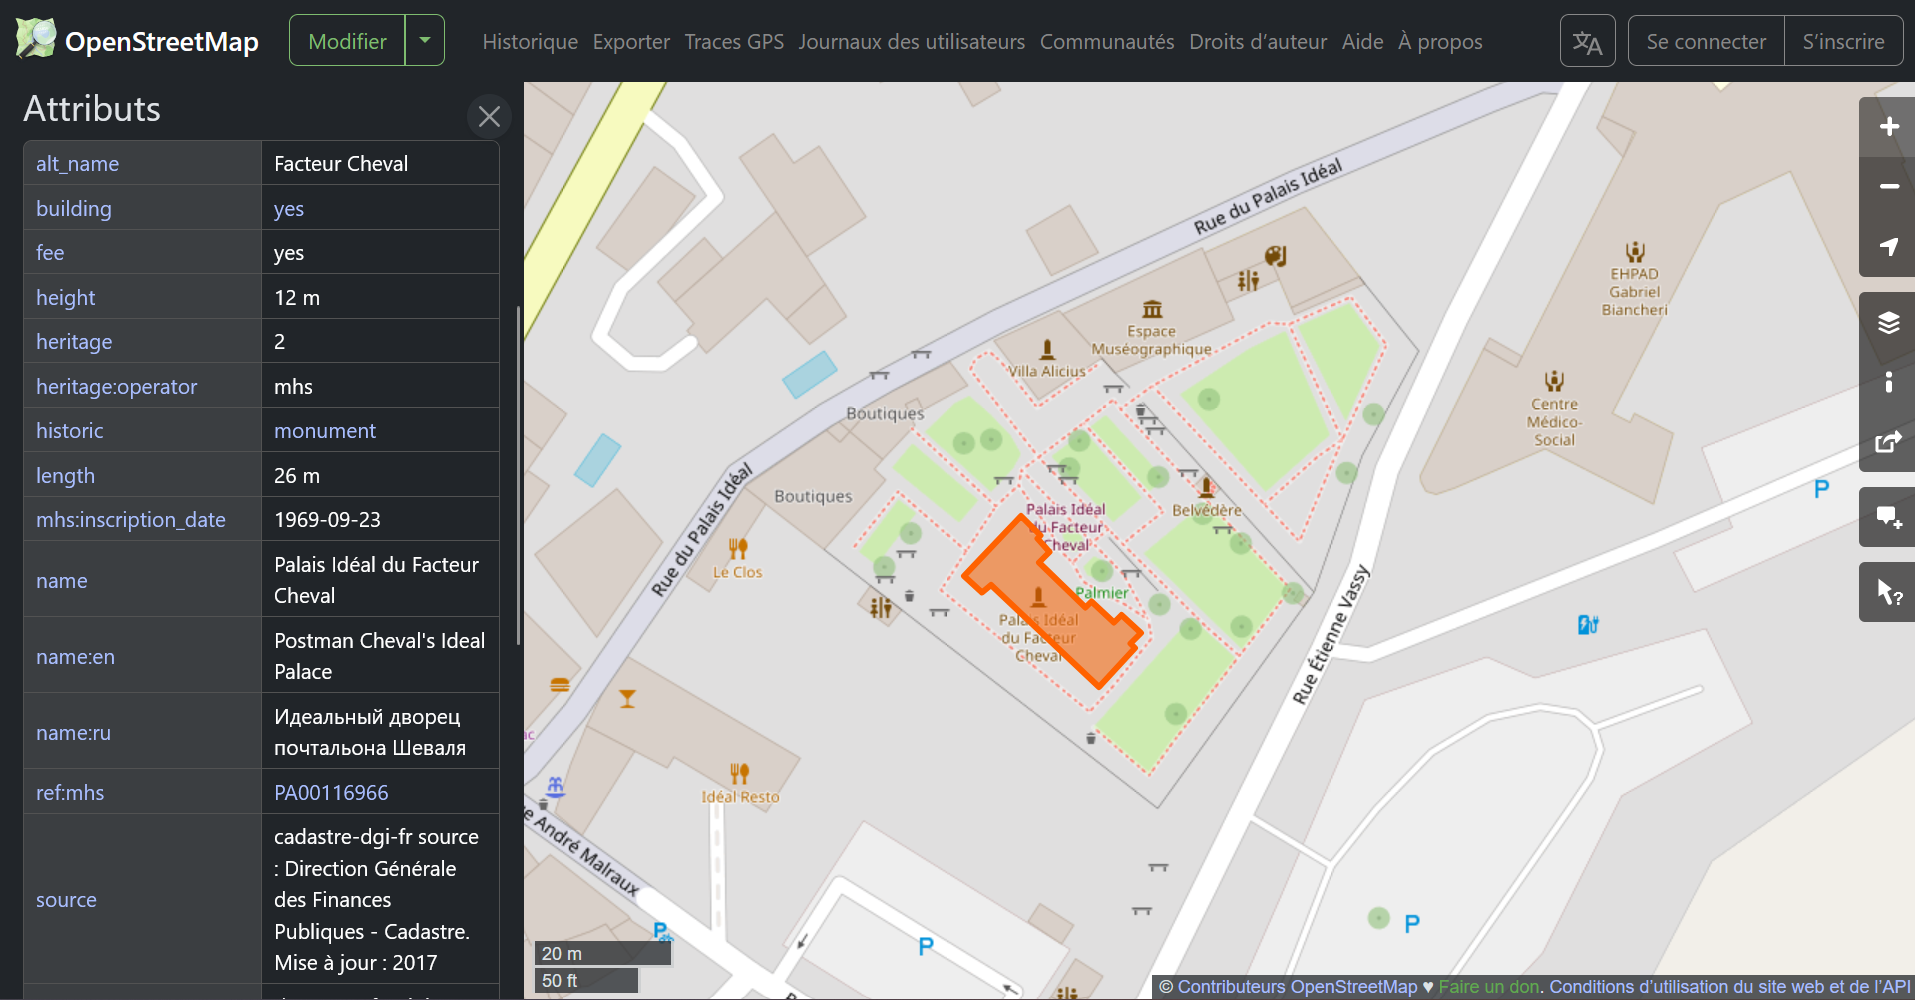 OpenStreetMap
Modifier
Historique Exporter Traces GPS Journaux des utilisateurs Communautés Droits d’auteur Aide À propos
Se connecter
S’inscrire
Attributs
alt_name Facteur Cheval
building yes
fee yes
height 12 m
heritage 2
heritage:operator mhs
historic monument
length 26 m
mhs:inscription_date 1969-09-23
name Palais Idéal du Facteur
Cheval
name:en Postman Cheval's Ideal
Palace
name:ru Идеальный дворец
почтальона Шеваля
ref:mhs PA00116966
source cadastre-dgi-fr source
: Direction Générale
des Finances
Publiques - Cadastre.
Mise à jour : 2017
Rue du Palais Idéal
EHPAD
Gabriel
Biancheri
Espace
Muséographique
Villa Alicius
Boutiques
Centre
Médico-
Social
Rue du Palais Idéal
Boutiques
P
Belvédère
Palais Idéal
du Facteur
Cheval
Le Clos
Palmier
Palais Idéal
du Facteur
Cheval
Rue Étienne Vassy
Idéal Resto
e André Malraux
P
P
P
20 m
50 ft
© Contributeurs OpenStreetMap ♥ Faire un don. Conditions d’utilisation du site web et de l’API